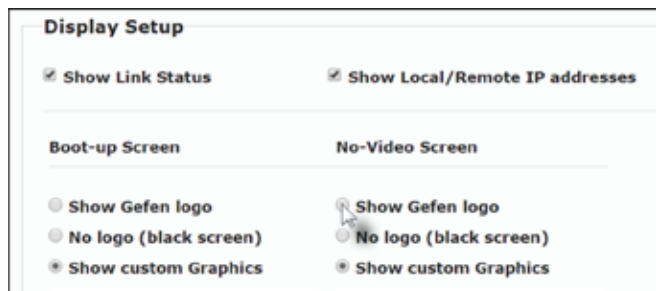 Display Setup
Show Link Status
Show Local/Remote IP addresses
Boot-up Screen
No-Video Screen
Show Gefen logo
Show Gefen logo
No logo (black screen)
No logo (black screen)
Show custom Graphics
Show custom Graphics